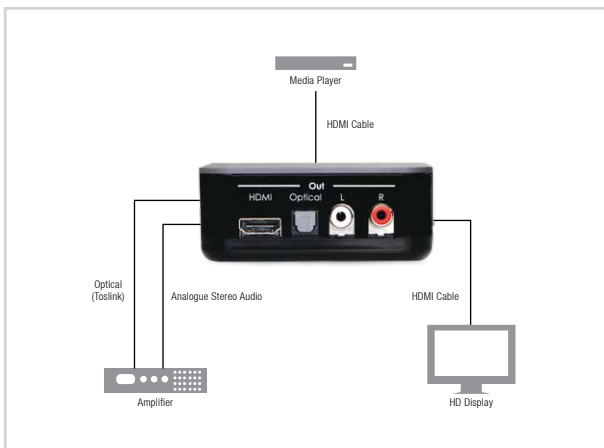 Media Player
HDMI Cable
Out
HDMI Optical L R
Optical
(Toslink)
Analogue Stereo Audio
HDMI Cable
Amplifier
HD Display